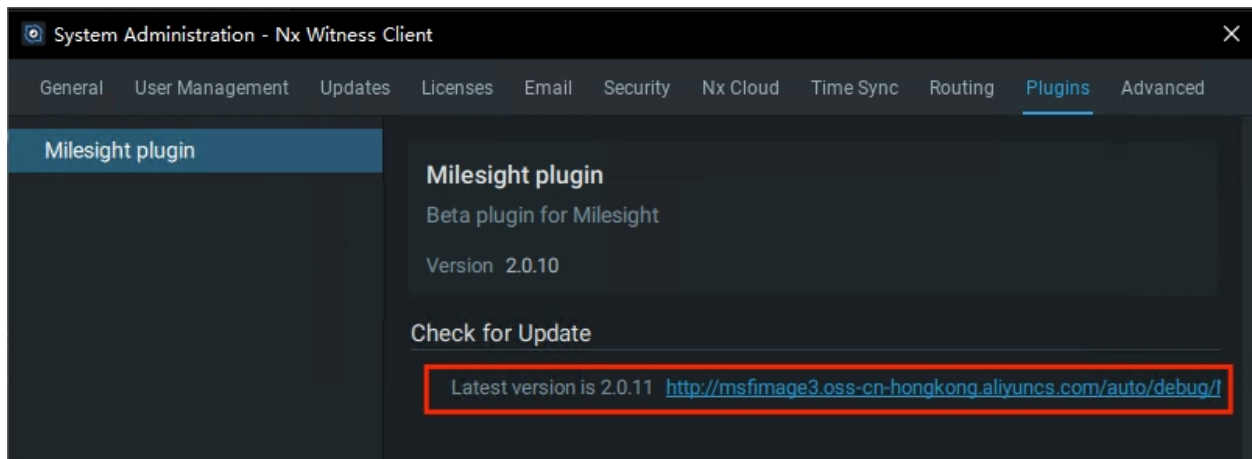 System Administration - Nx Witness Client
General User Management Updates Licenses Email Security Nx Cloud Time Sync Routing Plugins Advanced
Milesight plugin
Milesight plugin
Beta plugin for Milesight
Version 2.0.10
Check for Update
Latest version is 2.0.11 http://msfimage3.oss-cn-hongkong.aliyuncs.com/auto/debug/